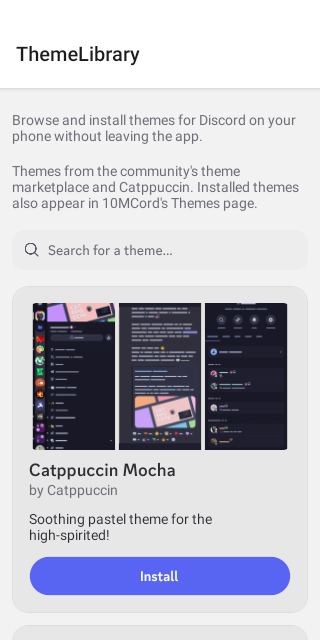 ThemeLibrary
Browse and install themes for Discord on your
phone without leaving the app.
Themes from the community's theme
marketplace and Catppuccin. Installed themes
also appear in 10MCord's Themes page.
Search for a theme...
Catppuccin Mocha
by Catppuccin
Soothing pastel theme for the
high-spirited!
Install